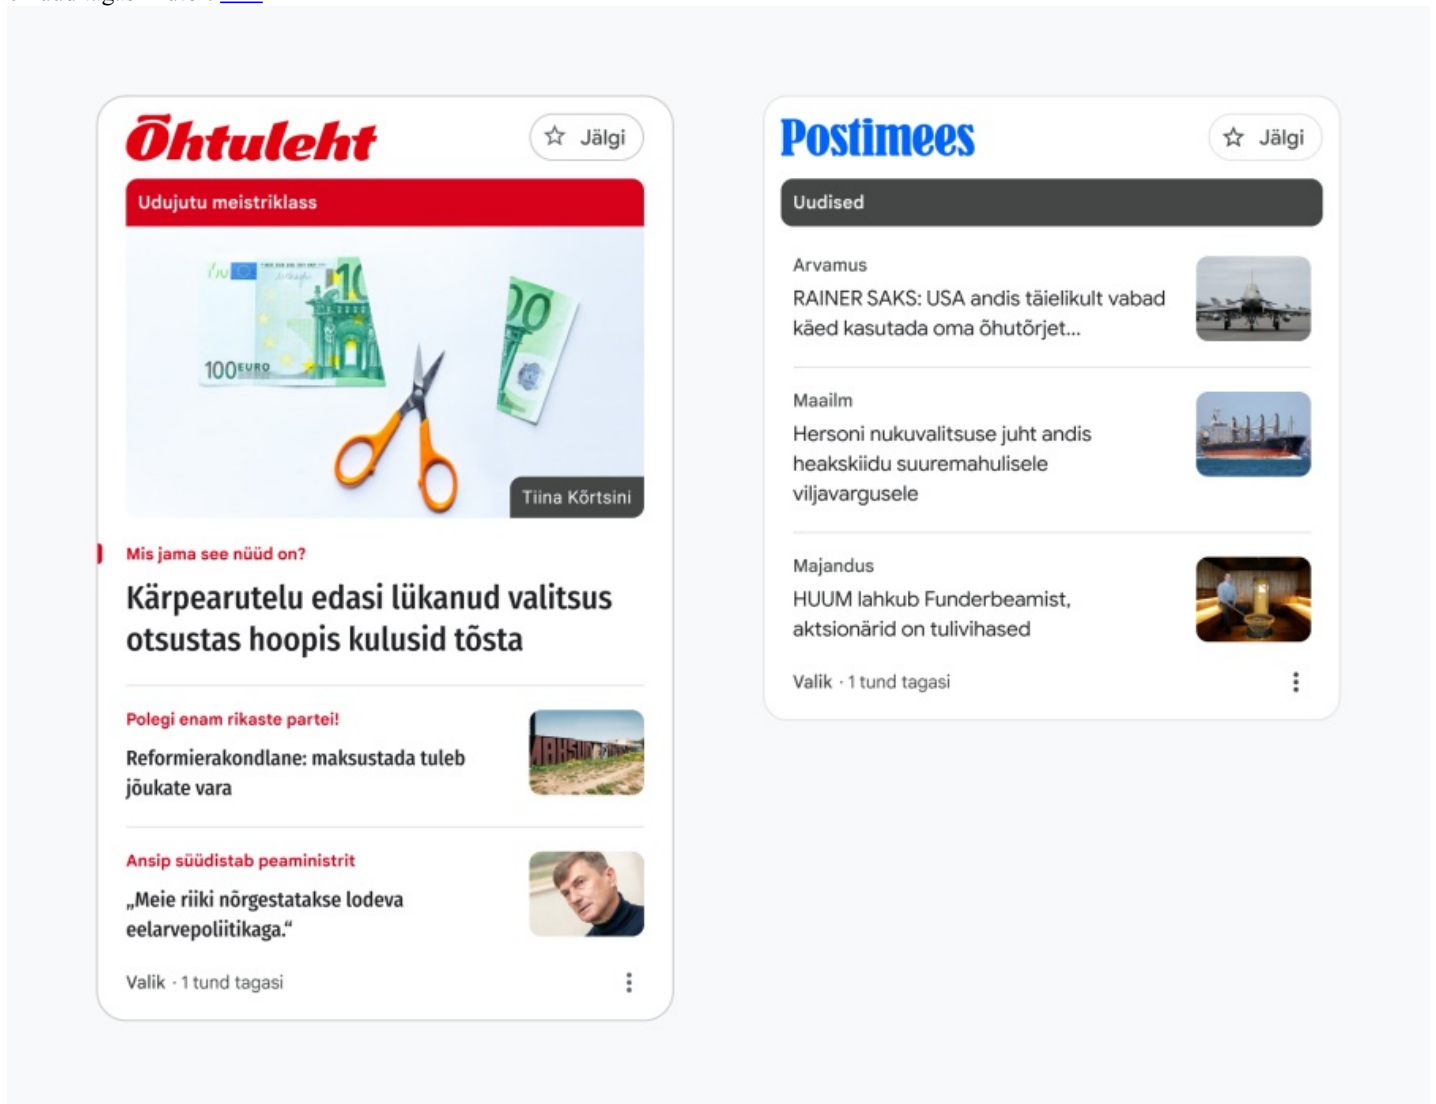 Õhtuleht
Jälgi
Udujutu meistriklass
100 EURO
Tiina Kõrtsini
Mis jama see nüüd on?
Kärpearutelu edasi lükanud valitsus
otsustas hoopis kulusid tõsta
Polegi enam rikaste partei!
Reformierakondlane: maksustada tuleb
jõukate vara
Ansip süüdistab peaministrit
„Meie riiki nõrgestatakse lodeva
eelarvepoliitikaga.“
Valik · 1 tund tagasi
Postimees
Jälgi
Uudised
Arvamus
RAINER SAKS: USA andis täielikult vabad
käed kasutada oma õhutõrjet...
Maailm
Hersoni nukuvalitsuse juht andis
heakskiidu suuremahulisele
viljavargusele
Majandus
HUUM lahkub Funderbeamist,
aktsionärid on tulivihased
Valik · 1 tund tagasi